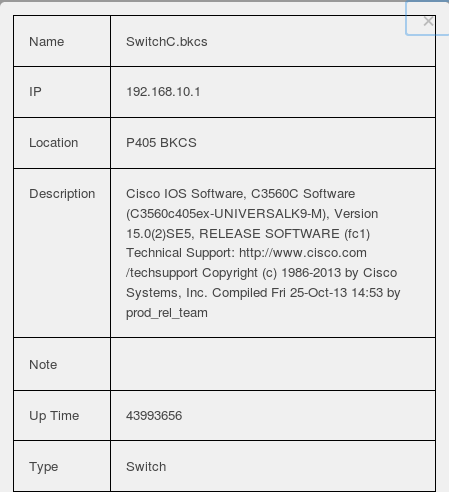 ×
Name SwitchC.bkcs
IP 192.168.10.1
Location P405 BKCS
Description Cisco IOS Software, C3560C Software
(C3560c405ex-UNIVERSALK9-M), Version
15.0(2)SE5, RELEASE SOFTWARE (fc1)
Technical Support: http://www.cisco.com
/techsupport Copyright (c) 1986-2013 by Cisco
Systems, Inc. Compiled Fri 25-Oct-13 14:53 by
prod_rel_team
Note
Up Time 43993656
Type Switch